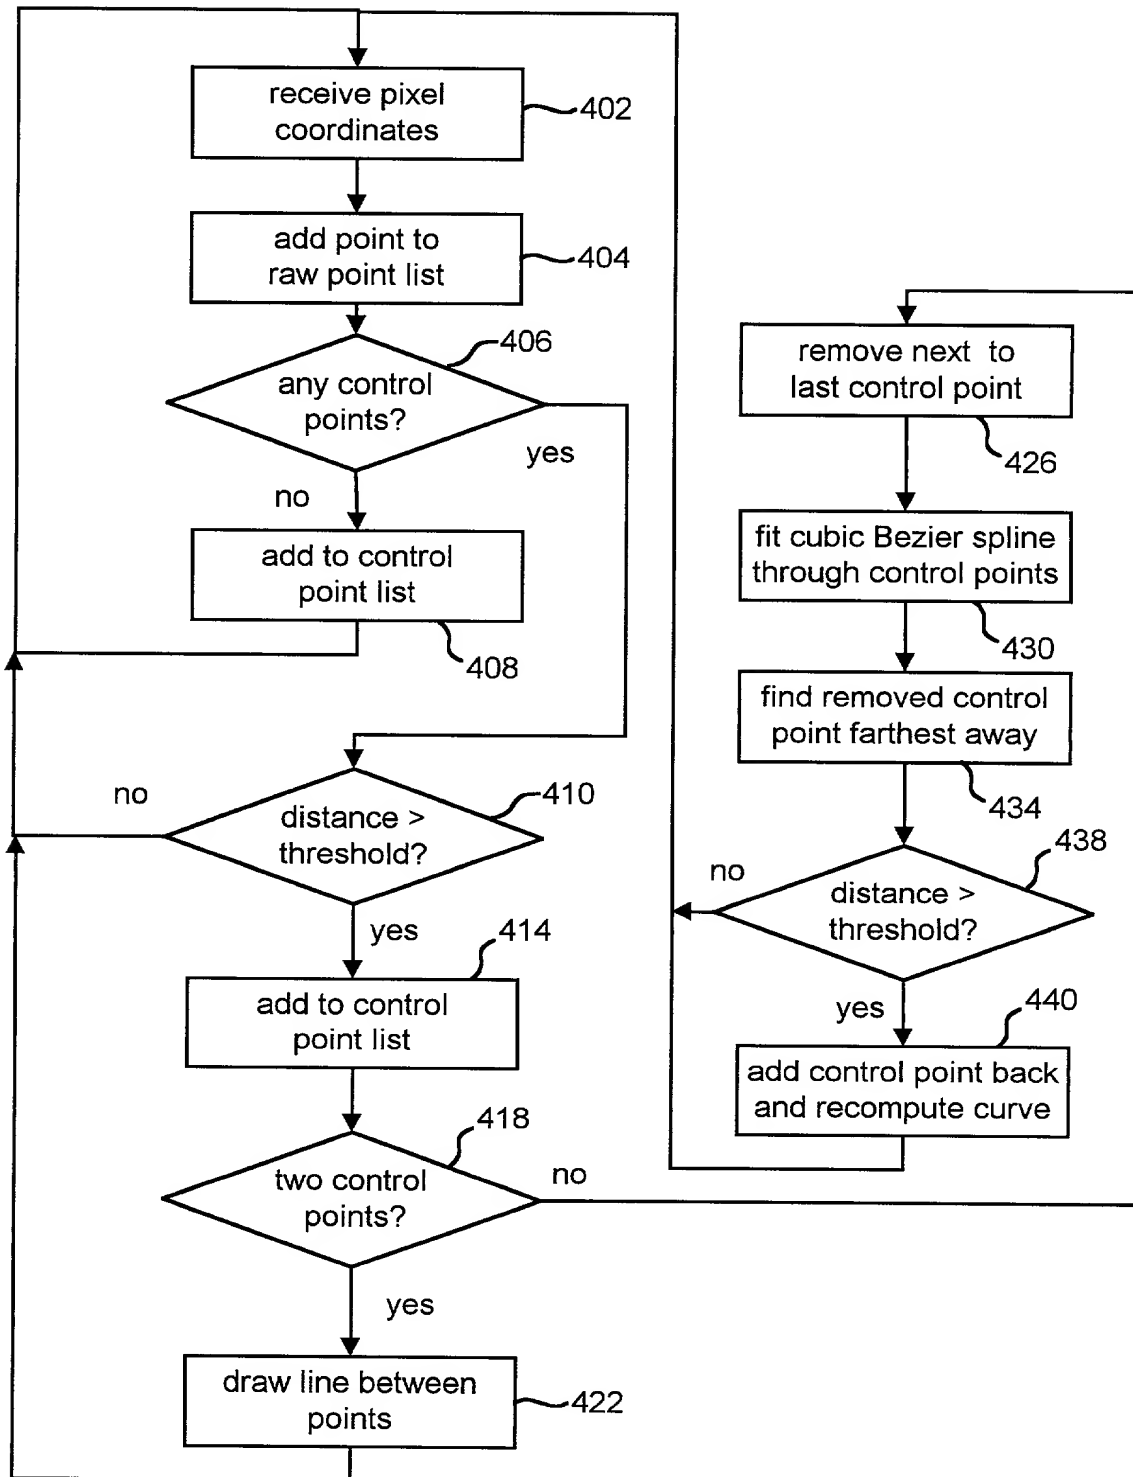 receive pixel
coordinates
402
add point to
raw point list
404
406
any control
points?
yes
no
add to control
point list
408
no
410
distance >
threshold?
yes
414
add to control
point list
418
two control
points?
no
yes
draw line between
points
422
remove next to
last control point
426
fit cubic Bezier spline
through control points
430
find removed control
point farthest away
434
438
no
distance >
threshold?
yes
440
add control point back
and recompute curve